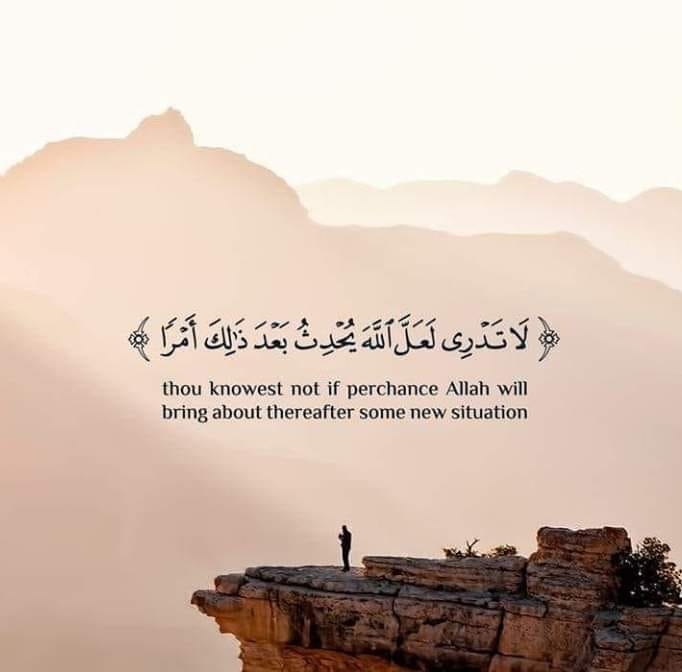 ﴿ لَا تَدْرِى لَعَلَّ ٱللَّهَ يُحْدِثُ بَعْدَ ذَٰلِكَ أَمْرًا ﴾
thou knowest not if perchance Allah will
bring about thereafter some new situation